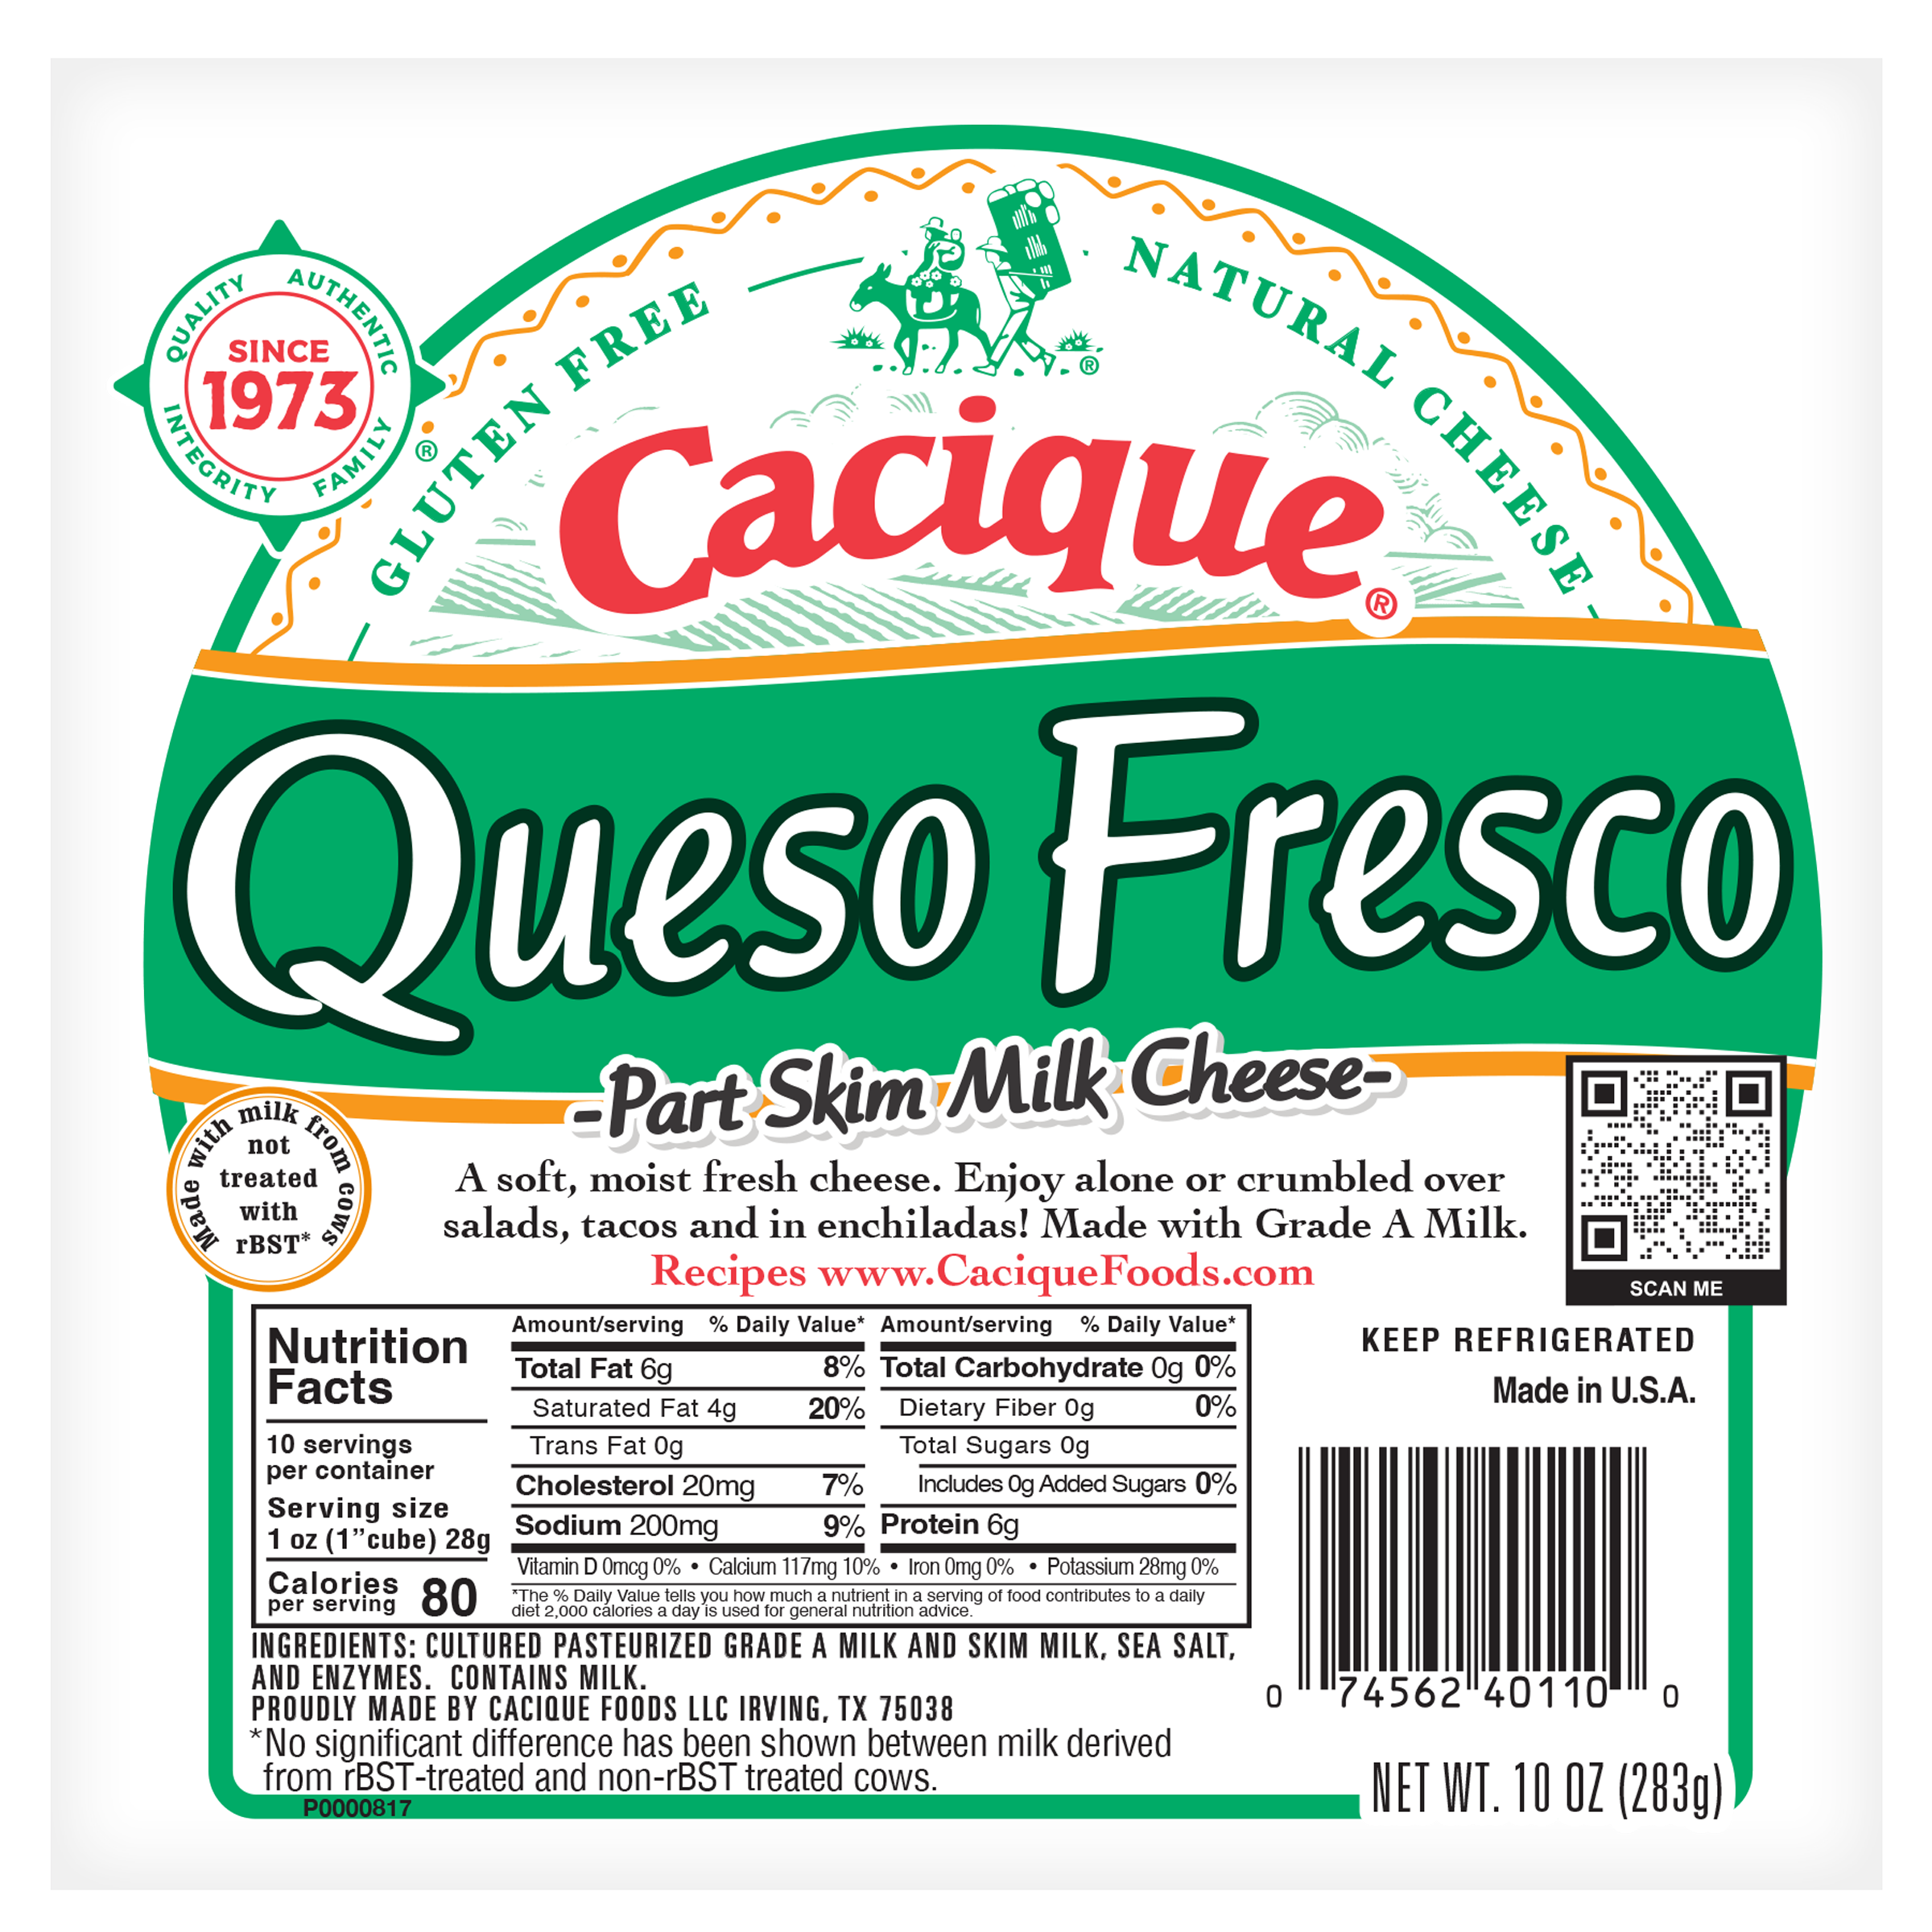 GLUTEN FREE
NATURAL CHEESE
®
QUALITY AUTHENTIC
INTEGRITY FAMILY
SINCE
1973
®
Cacique®
Queso Fresco
-Part Skim Milk Cheese-
Made with milk from cows
not
treated
with
rBST*
A soft, moist fresh cheese. Enjoy alone or crumbled over
salads, tacos and in enchiladas! Made with Grade A Milk.
Recipes www.CaciqueFoods.com
SCAN ME
Nutrition
Facts
10 servings
per container
Serving size
1 oz (1”cube) 28g
Calories
per serving 80
Amount/serving % Daily Value*
Total Fat 6g 8%
Saturated Fat 4g 20%
Trans Fat 0g
Cholesterol 20mg 7%
Sodium 200mg 9%
Amount/serving % Daily Value*
Total Carbohydrate 0g 0%
Dietary Fiber 0g 0%
Total Sugars 0g
Includes 0g Added Sugars 0%
Protein 6g
Vitamin D 0mcg 0% • Calcium 117mg 10% • Iron 0mg 0% • Potassium 28mg 0%
*The % Daily Value tells you how much a nutrient in a serving of food contributes to a daily
diet 2,000 calories a day is used for general nutrition advice.
KEEP REFRIGERATED
Made in U.S.A.
0 74562 40110 0
INGREDIENTS: CULTURED PASTEURIZED GRADE A MILK AND SKIM MILK, SEA SALT,
AND ENZYMES. CONTAINS MILK.
PROUDLY MADE BY CACIQUE FOODS LLC IRVING, TX 75038
*No significant difference has been shown between milk derived
from rBST-treated and non-rBST treated cows.
P0000817
NET WT. 10 OZ (283g)